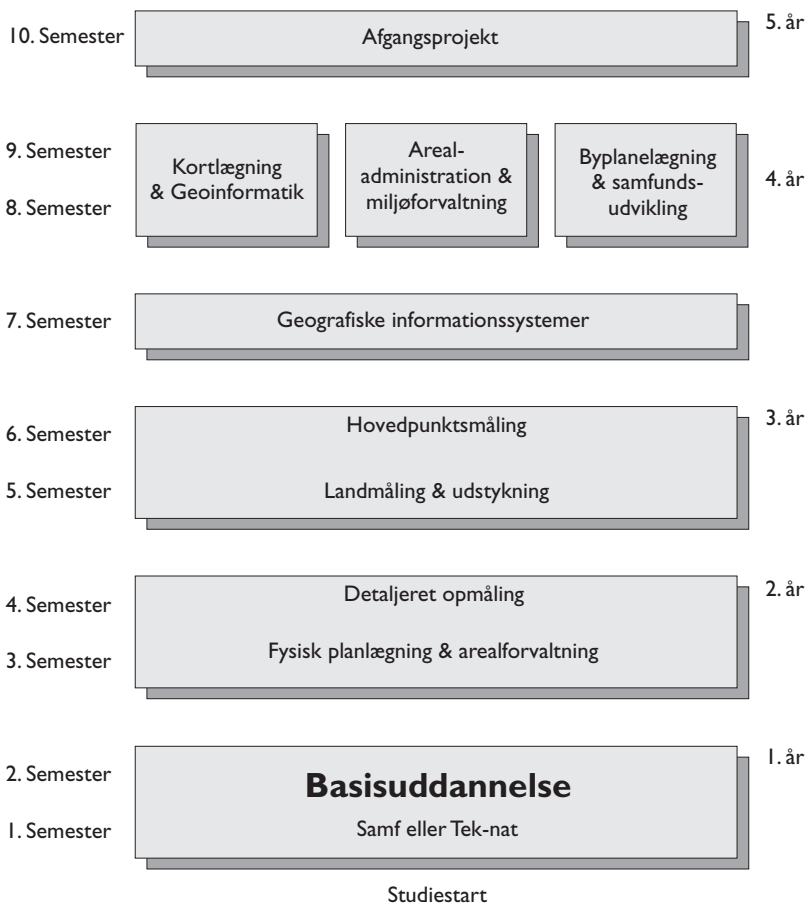 10. Semester
Afgangsprojekt
5. år
9. Semester
8. Semester
Kortlægning
& Geoinformatik
Areal-
administration &
miljøforvaltning
Byplanelægning
& samfunds-
udvikling
4. år
7. Semester
Geografiske informationssystemer
6. Semester
Hovedpunktsmåling
3. år
5. Semester
Landmåling & udstykning
4. Semester
Detaljeret opmåling
2. år
3. Semester
Fysisk planlægning & arealforvaltning
2. Semester
Basisuddannelse
1. år
1. Semester
Samf eller Tek-nat
Studiestart